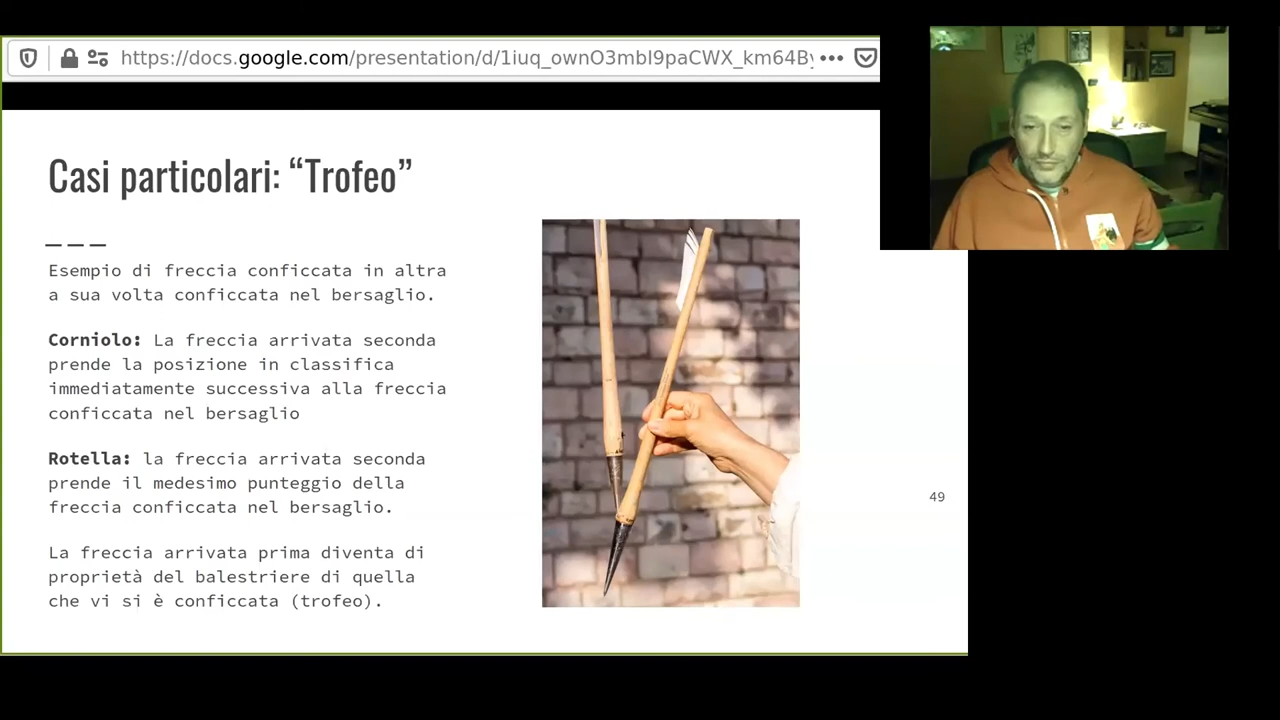 https://docs.google.com/presentation/d/1iuq_ownO3mbl9paCWX_km64By
Casi particolari: “Trofeo”
Esempio di freccia conficcata in altra
a sua volta conficcata nel bersaglio.
Corniolo: La freccia arrivata seconda
prende la posizione in classifica
immediatamente successiva alla freccia
conficcata nel bersaglio
Rotella: la freccia arrivata seconda
prende il medesimo punteggio della
freccia conficcata nel bersaglio.
La freccia arrivata prima diventa di
proprietà del balestriere di quella
che vi si è conficcata (trofeo).
49